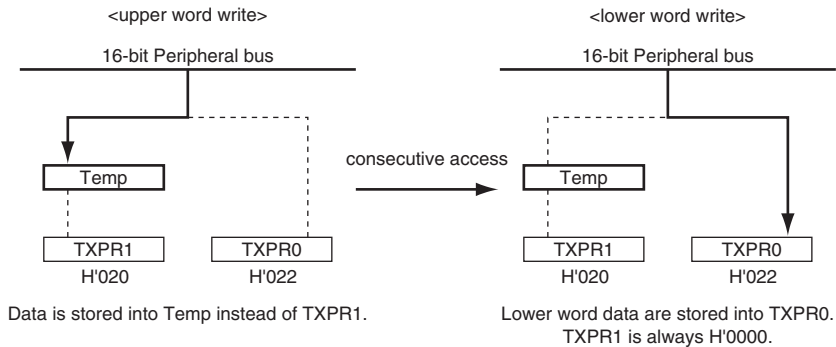 <upper word write>
16-bit Peripheral bus
Temp
TXPR1
TXPR0
H'020
H'022
Data is stored into Temp instead of TXPR1.
consecutive access
<lower word write>
16-bit Peripheral bus
Temp
TXPR1
TXPR0
H'020
H'022
Lower word data are stored into TXPR0.
TXPR1 is always H'0000.